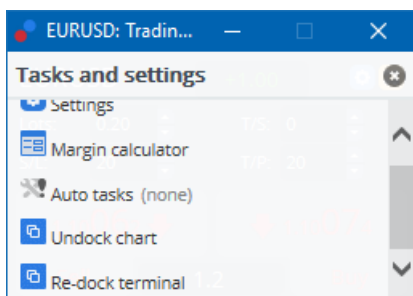 EURUSD: Tradin...
Tasks and settings
Settings
Margin calculator
Auto tasks (none)
Undock chart
Re-dock terminal